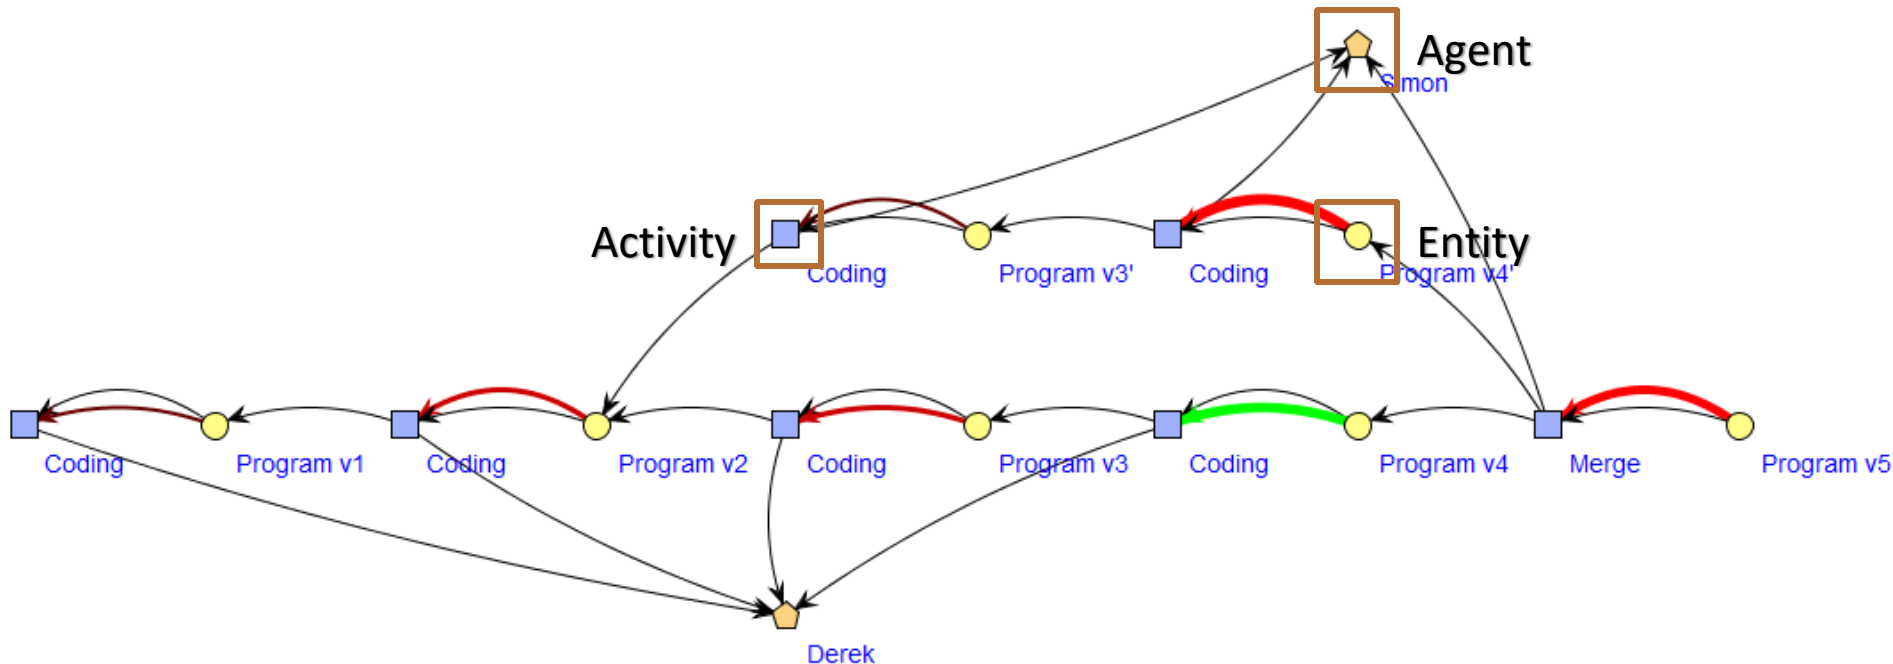 Agent
Simon
Activity
Entity
Coding
Program v3'
Coding
Program v4'
Coding
Program v1
Coding
Program v2
Coding
Program v3
Coding
Program v4
Merge
Program v5
Derek